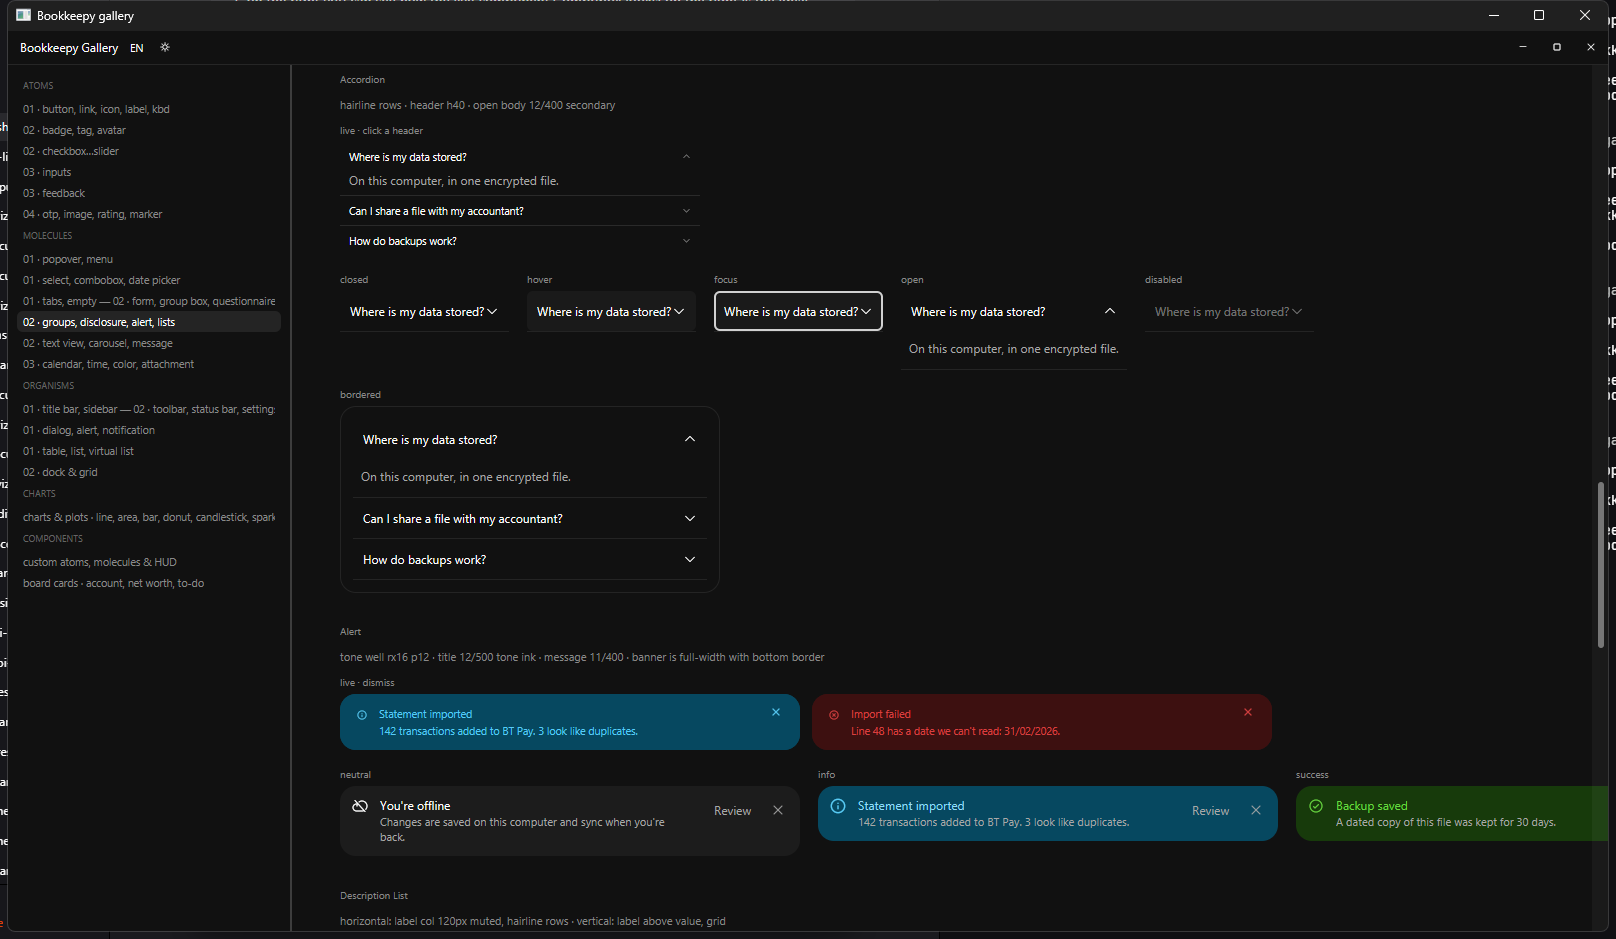 Bookkeepy gallery
Bookkeepy Gallery EN
ATOMS
01 · button, link, icon, label, kbd
02 · badge, tag, avatar
02 · checkbox...slider
03 · inputs
03 · feedback
04 · otp, image, rating, marker
MOLECULES
01 · popover, menu
01 · select, combobox, date picker
01 · tabs, empty — 02 · form, group box, questionnaire
02 · groups, disclosure, alert, lists
02 · text view, carousel, message
03 · calendar, time, color, attachment
ORGANISMS
01 · title bar, sidebar — 02 · toolbar, status bar, setting
01 · dialog, alert, notification
01 · table, list, virtual list
02 · dock & grid
CHARTS
charts & plots · line, area, bar, donut, candlestick, spark
COMPONENTS
custom atoms, molecules & HUD
board cards · account, net worth, to-do
Accordion
hairline rows · header h40 · open body 12/400 secondary
live · click a header
Where is my data stored?
On this computer, in one encrypted file.
Can I share a file with my accountant?
How do backups work?
closed
Where is my data stored?
hover
Where is my data stored?
focus
Where is my data stored?
open
Where is my data stored?
On this computer, in one encrypted file.
disabled
Where is my data stored?
bordered
Where is my data stored?
On this computer, in one encrypted file.
Can I share a file with my accountant?
How do backups work?
Alert
tone well rx16 p12 · title 12/500 tone ink · message 11/400 · banner is full-width with bottom border
live · dismiss
Statement imported
142 transactions added to BT Pay. 3 look like duplicates.
Import failed
Line 48 has a date we can't read: 31/02/2026.
neutral
You're offline
Changes are saved on this computer and sync when you're
back.
Review
info
Statement imported
142 transactions added to BT Pay. 3 look like duplicates.
Review
success
Backup saved
A dated copy of this file was kept for 30 days.
Description List
horizontal: label col 120px muted, hairline rows · vertical: label above value, grid